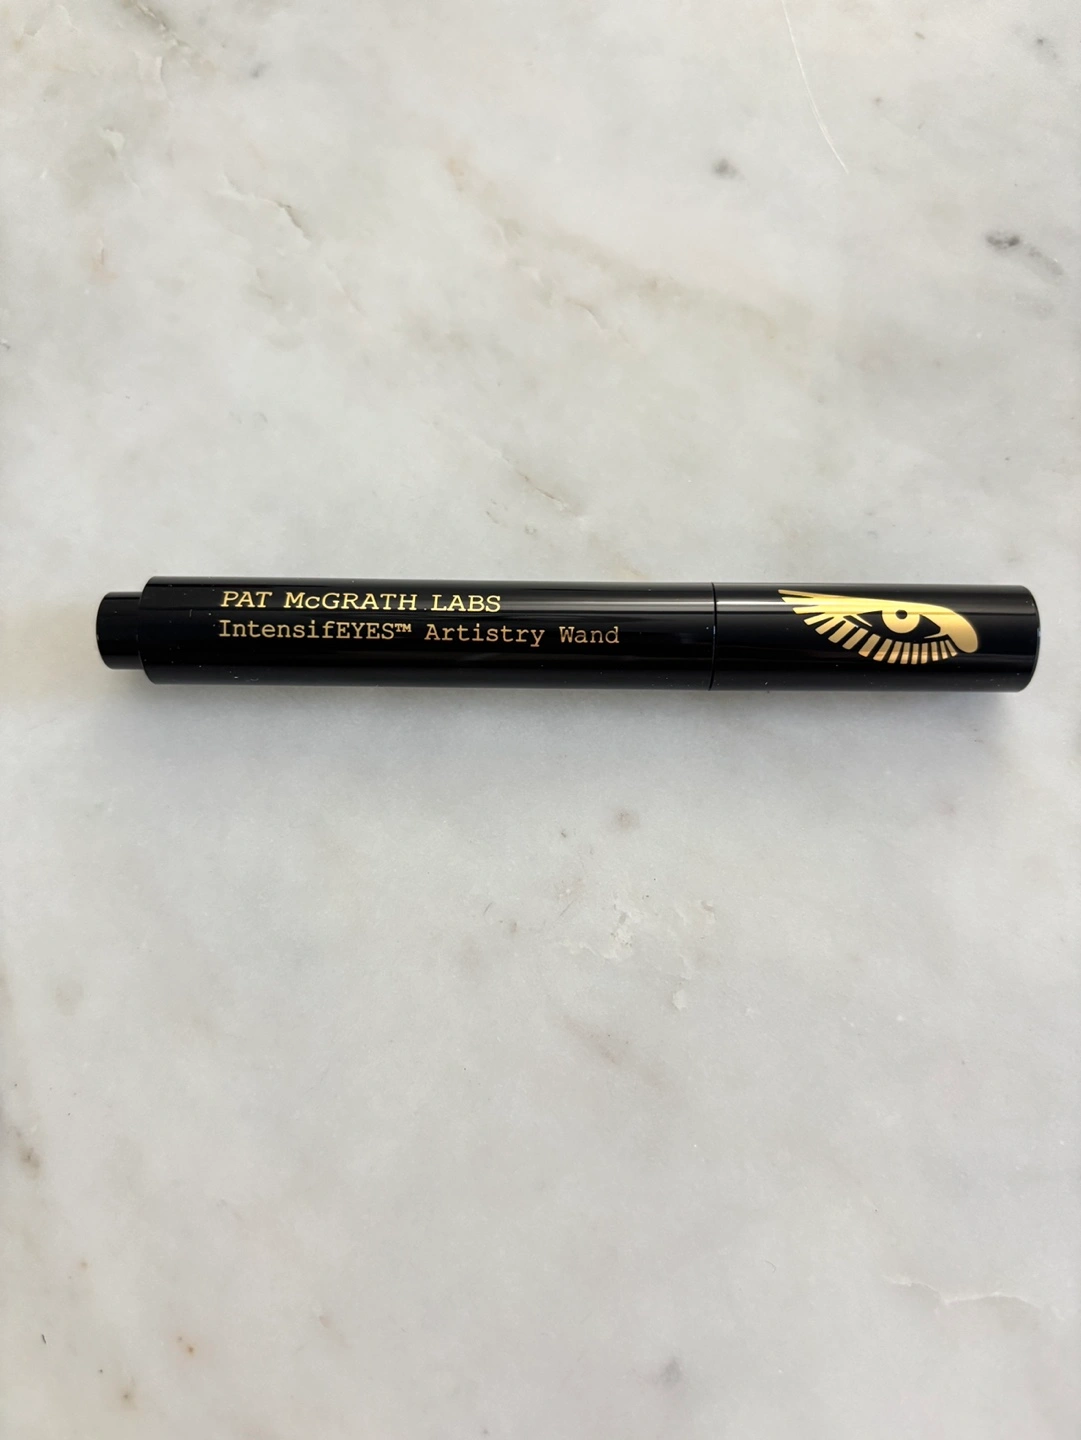 PAT McGRATH LABS
IntensifEYES™ Artistry Wand